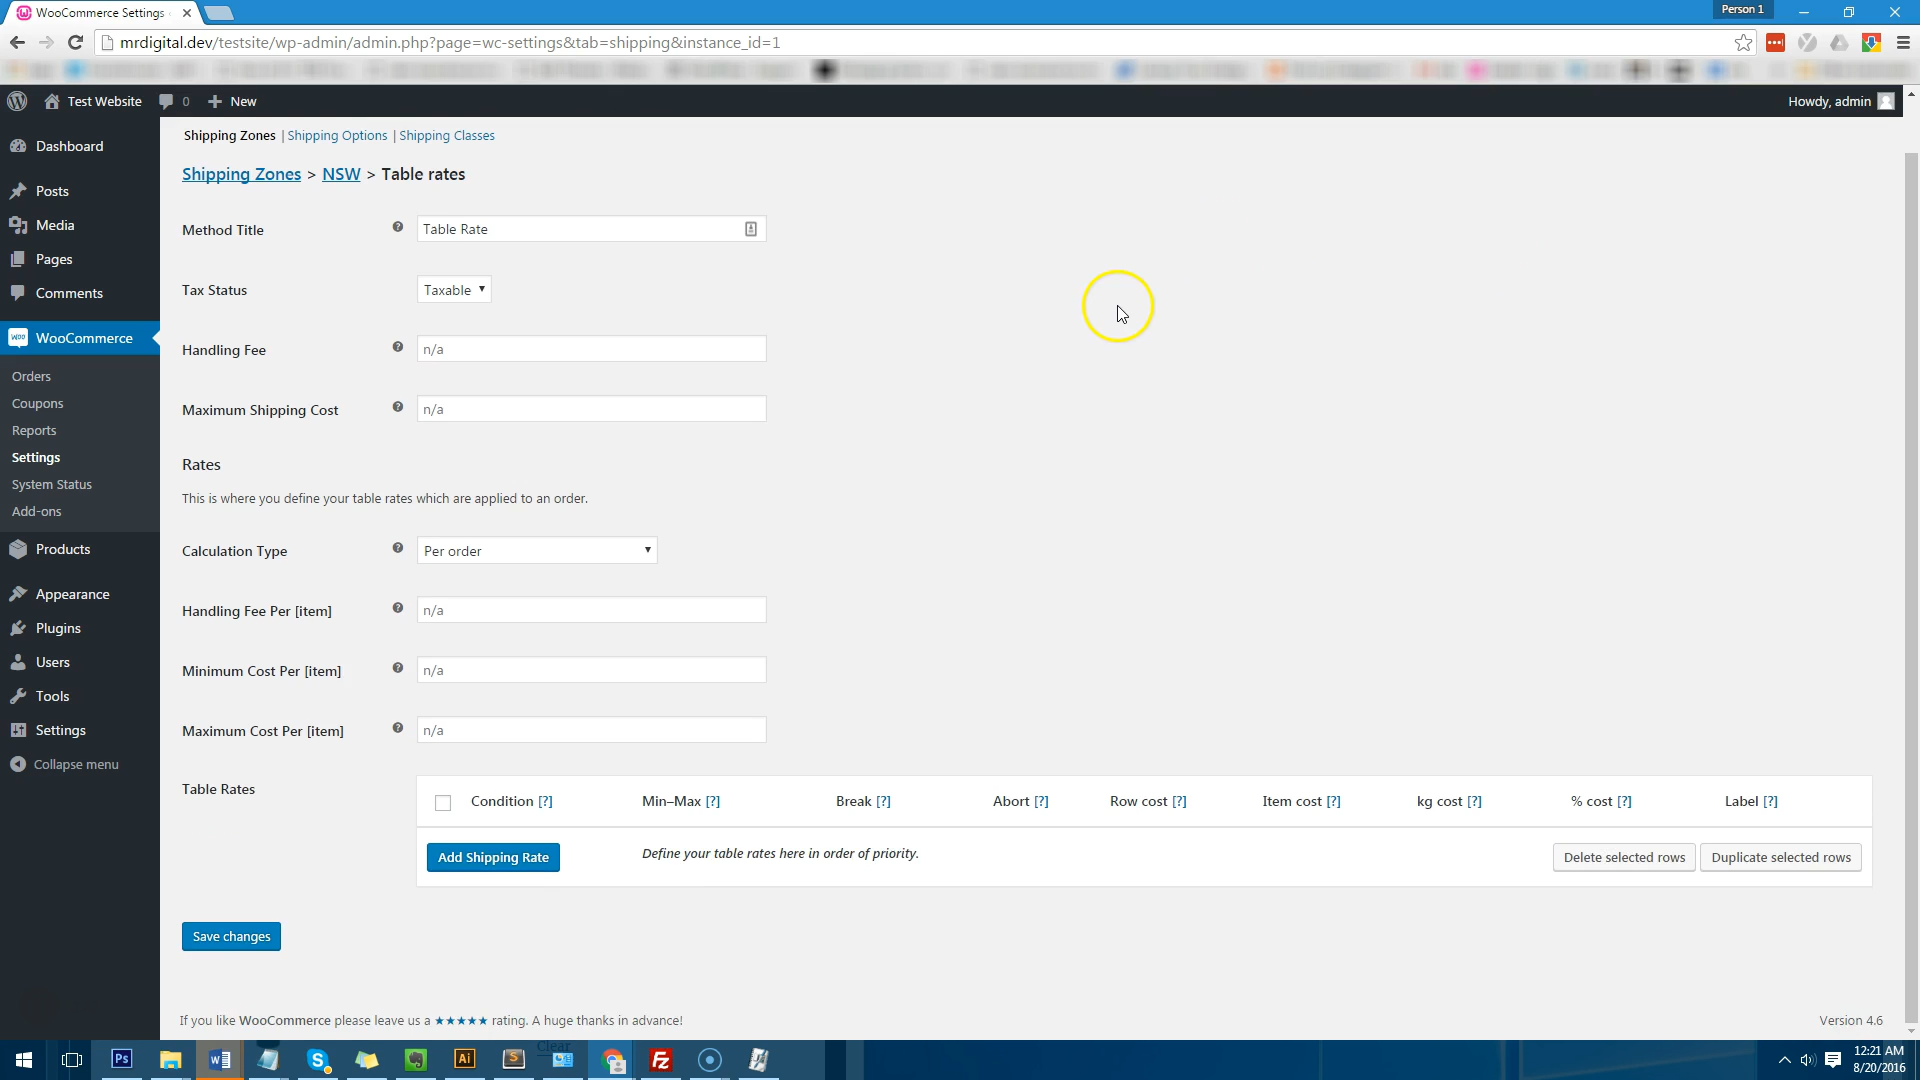 WooCommerce Settings
Person 1
mrdigital.dev/testsite/wp-admin/admin.php?page=wc-settings&tab=shipping&instance_id=1
Test Website 0 New
Howdy, admin
Shipping Zones | Shipping Options | Shipping Classes
Shipping Zones > NSW > Table rates
Dashboard
Posts
Media
Pages
Comments
WooCommerce
Orders
Coupons
Reports
Settings
System Status
Add-ons
Products
Appearance
Plugins
Users
Tools
Settings
Collapse menu
Method Title Table Rate
Tax Status Taxable
Handling Fee n/a
Maximum Shipping Cost n/a
Rates
This is where you define your table rates which are applied to an order.
Calculation Type Per order
Handling Fee Per [item] n/a
Minimum Cost Per [item] n/a
Maximum Cost Per [item] n/a
Table Rates
Condition [?] Min–Max [?] Break [?] Abort [?] Row cost [?] Item cost [?] kg cost [?] % cost [?] Label [?]
Add Shipping Rate Define your table rates here in order of priority. Delete selected rows Duplicate selected rows
Save changes
If you like WooCommerce please leave us a ★★★★★ rating. A huge thanks in advance!
Version 4.6
Clear
12:21 AM
8/20/2016